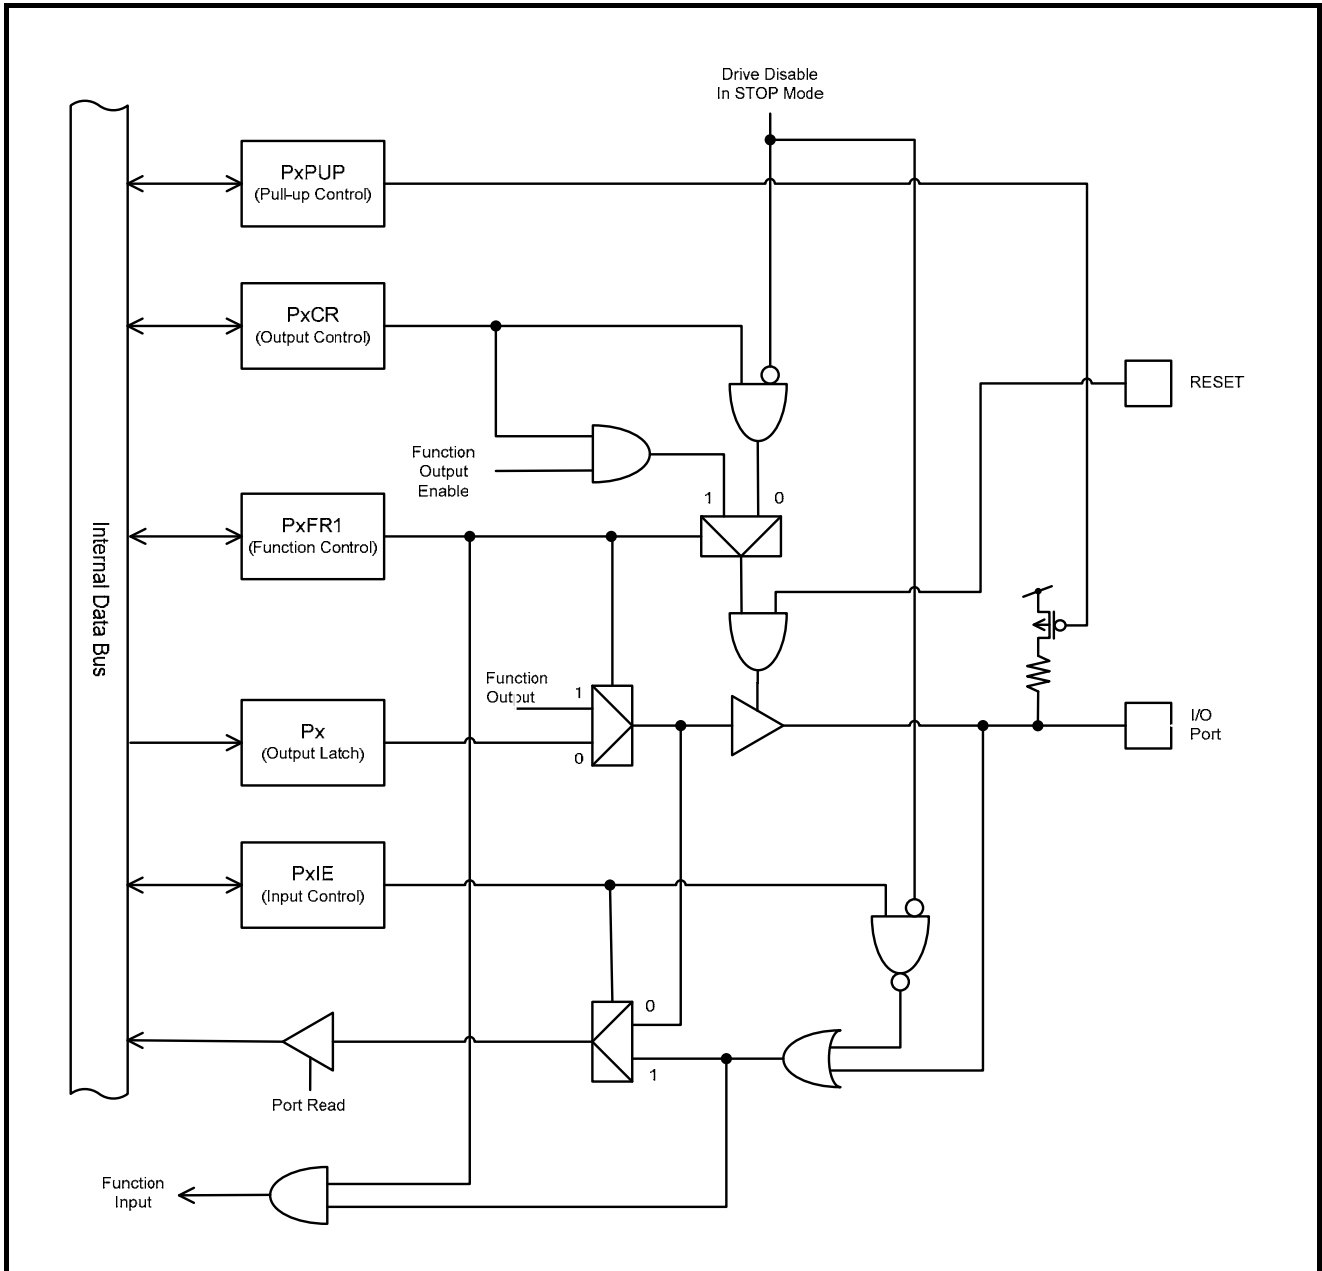 Drive Disable
In STOP Mode
PxPUP
(Pull-up Control)
PxCR
(Output Control)
RESET
Function
Output
Enable
1
0
PxFR1
(Function Control)
Internal Data Bus
Function
Output
1
0
Px
(Output Latch)
I/O
Port
PxIE
(Input Control)
0
1
Port Read
Function
Input